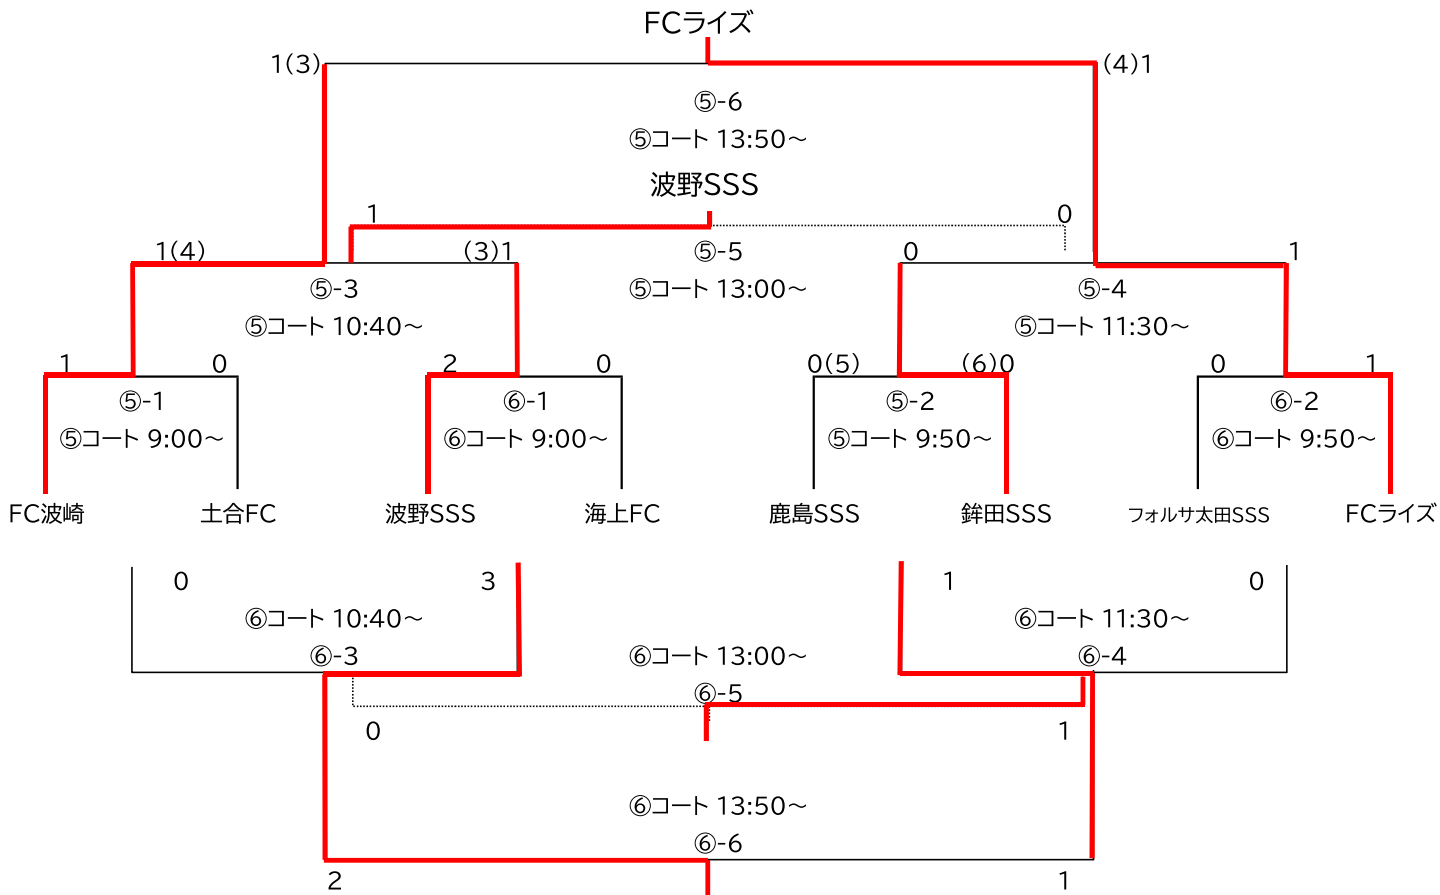 FCライズ
1(3) (4)1
⑤-6
⑤コート 13:50～
波野SSS
1 0
1(4) (3)1 ⑤-5 0 1
⑤-3 ⑤コート 13:00～ ⑤-4
⑤コート 10:40～ ⑤コート 11:30～
1 0 2 0 0(5) (6)0 0 1
⑤-1 ⑥-1 ⑤-2 ⑥-2
⑤コート 9:00～ ⑥コート 9:00～ ⑤コート 9:50～ ⑥コート 9:50～
FC波崎 土合FC 波野SSS 海上FC 鹿島SSS 鉾田SSS フォルサ太田SSS FCライズ
0 3 1 0
⑥コート 10:40～ ⑥コート 11:30～
⑥-3 ⑥コート 13:00～ ⑥-4
⑥-5
0 1
⑥コート 13:50～
⑥-6
2 1